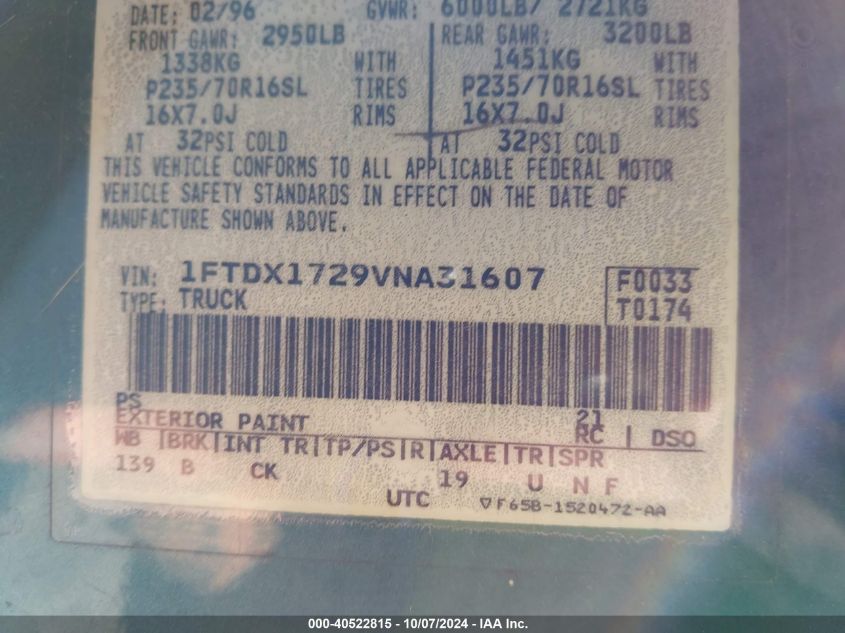 DATE: 02/96 GVWR: 6000LB/ 2721KG
FRONT GAWR: 2950LB REAR GAWR: 3200LB
1338KG WITH 1451KG WITH
P235/70R16SL TIRES P235/70R16SL TIRES
16X7.0J RIMS 16X7.0J RIMS
AT 32PSI COLD AT 32PSI COLD
THIS VEHICLE CONFORMS TO ALL APPLICABLE FEDERAL MOTOR
VEHICLE SAFETY STANDARDS IN EFFECT ON THE DATE OF
MANUFACTURE SHOWN ABOVE.
VIN: 1FTDX1729VNA31607 F0033
TYPE: TRUCK T0174
PS 21
EXTERIOR PAINT RC DSO
WB BRK INT TR TP/PS R AXLE TR SPR
139 B CK 19 U N F
UTC F65B-1520472-AA
000-40522815 - 10/07/2024 - IAA Inc.